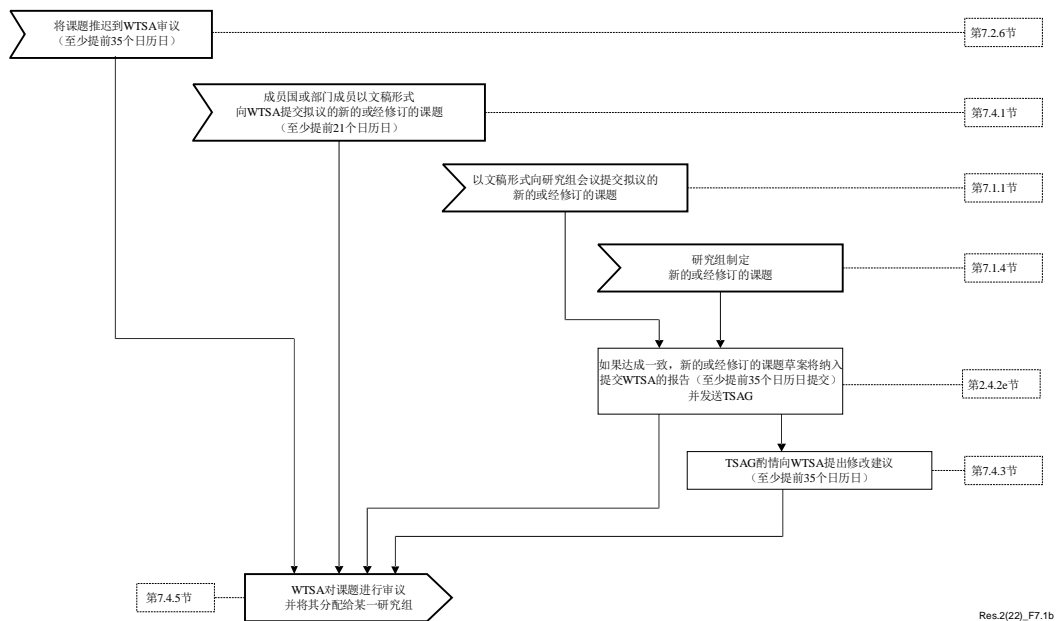 将课题推迟到WTSA审议
（至少提前35个日历日）
第7.2.6节
成员国或部门成员以文稿形式
向WTSA提交拟议的新的或经修订的课题
（至少提前21个日历日）
第7.4.1节
以文稿形式向研究组会议提交拟议的
新的或经修订的课题
第7.1.1节
研究组制定
新的或经修订的课题
第7.1.4节
如果达成一致，新的或经修订的课题草案将纳入
提交WTSA的报告（至少提前35个日历日提交）
并发送TSAG
第2.4.2e节
TSAG酌情向WTSA提出修改建议
（至少提前35个日历日）
第7.4.3节
第7.4.5节
WTSA对课题进行审议
并将其分配给某一研究组
Res.2(22)_F7.1b